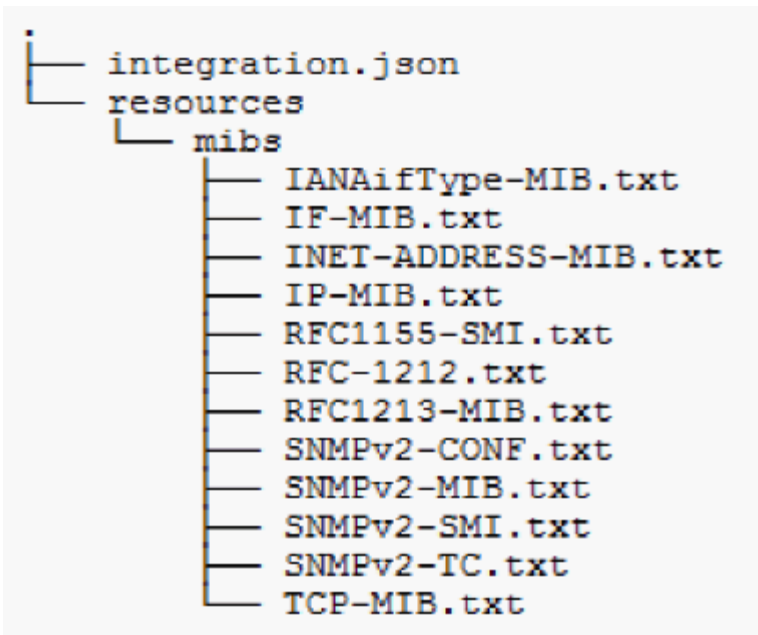 .
├── integration.json
└── resources
    └── mibs
        ├── IANAifType-MIB.txt
        ├── IF-MIB.txt
        ├── INET-ADDRESS-MIB.txt
        ├── IP-MIB.txt
        ├── RFC1155-SMI.txt
        ├── RFC-1212.txt
        ├── RFC1213-MIB.txt
        ├── SNMPv2-CONF.txt
        ├── SNMPv2-MIB.txt
        ├── SNMPv2-SMI.txt
        ├── SNMPv2-TC.txt
        └── TCP-MIB.txt